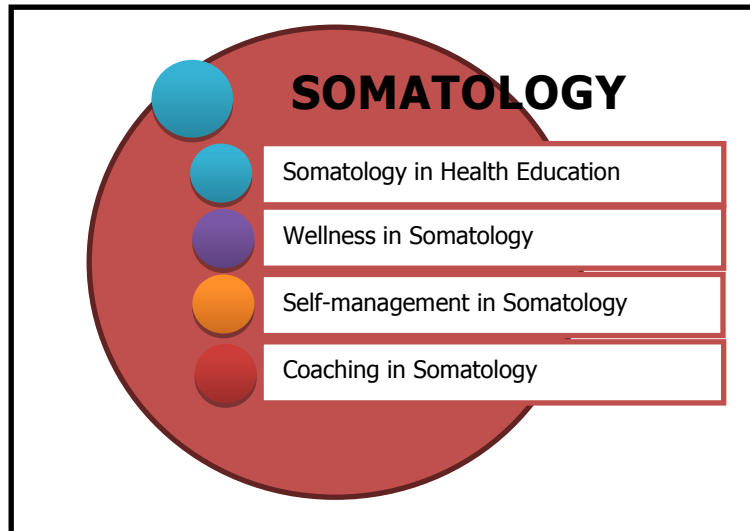 SOMATOLOGY
Somatology in Health Education
Wellness in Somatology
Self-management in Somatology
Coaching in Somatology